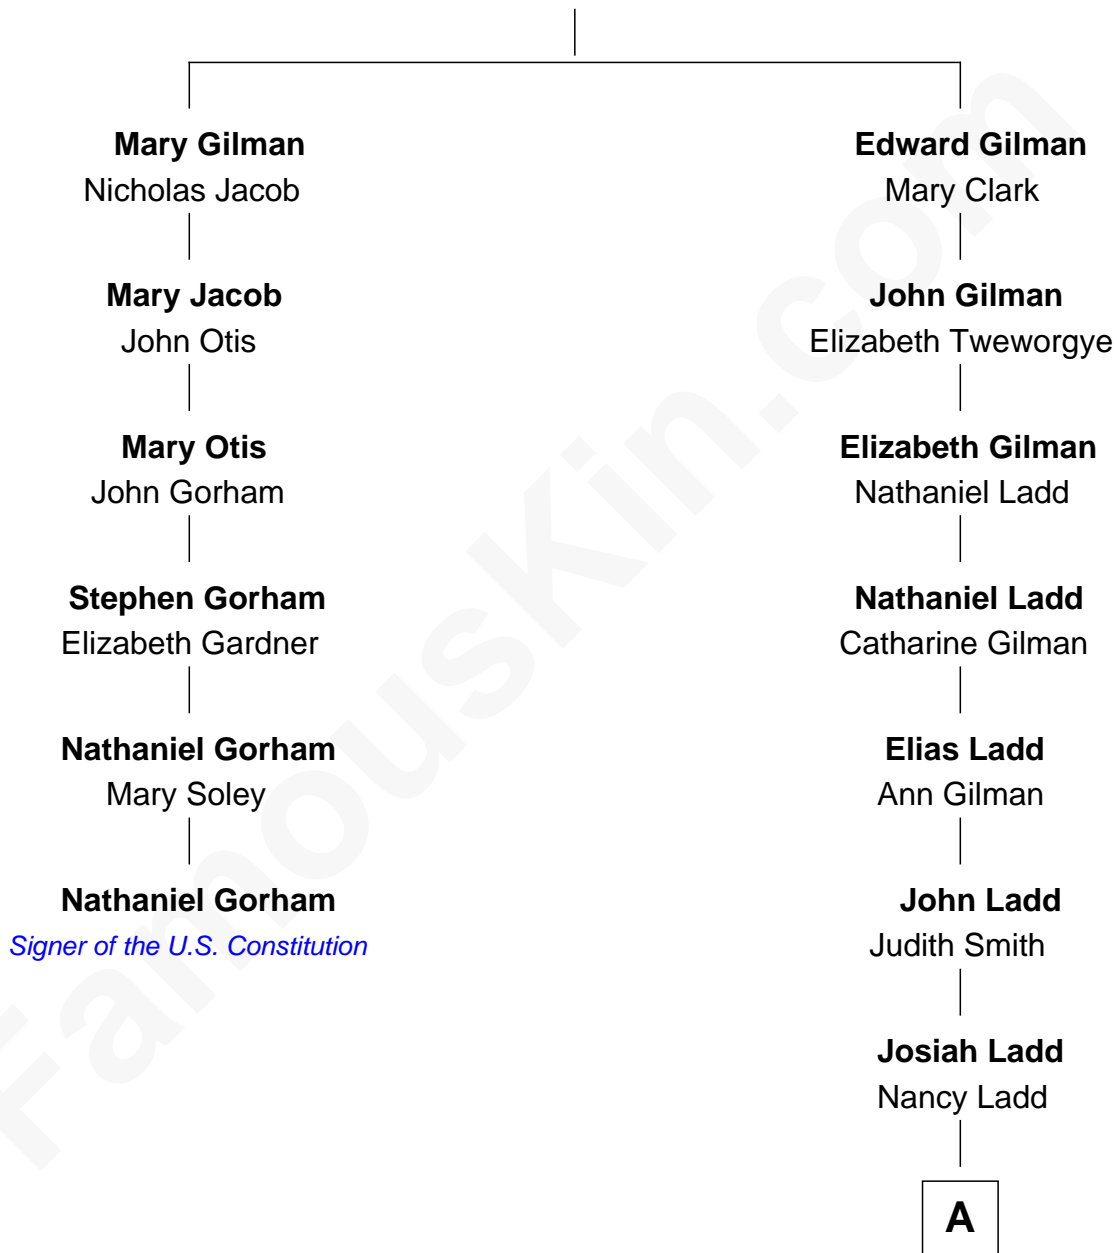 Mary Gilman
Nicholas Jacob
Mary Jacob
John Otis
Mary Otis
John Gorham
Stephen Gorham
Elizabeth Gardner
Nathaniel Gorham
Mary Soley
Nathaniel Gorham
Signer of the U.S. Constitution
Edward Gilman
Mary Clark
John Gilman
Elizabeth Tweworgye
Elizabeth Gilman
Nathaniel Ladd
Nathaniel Ladd
Catharine Gilman
Elias Ladd
Ann Gilman
John Ladd
Judith Smith
Josiah Ladd
Nancy Ladd
A
FamousKin.com